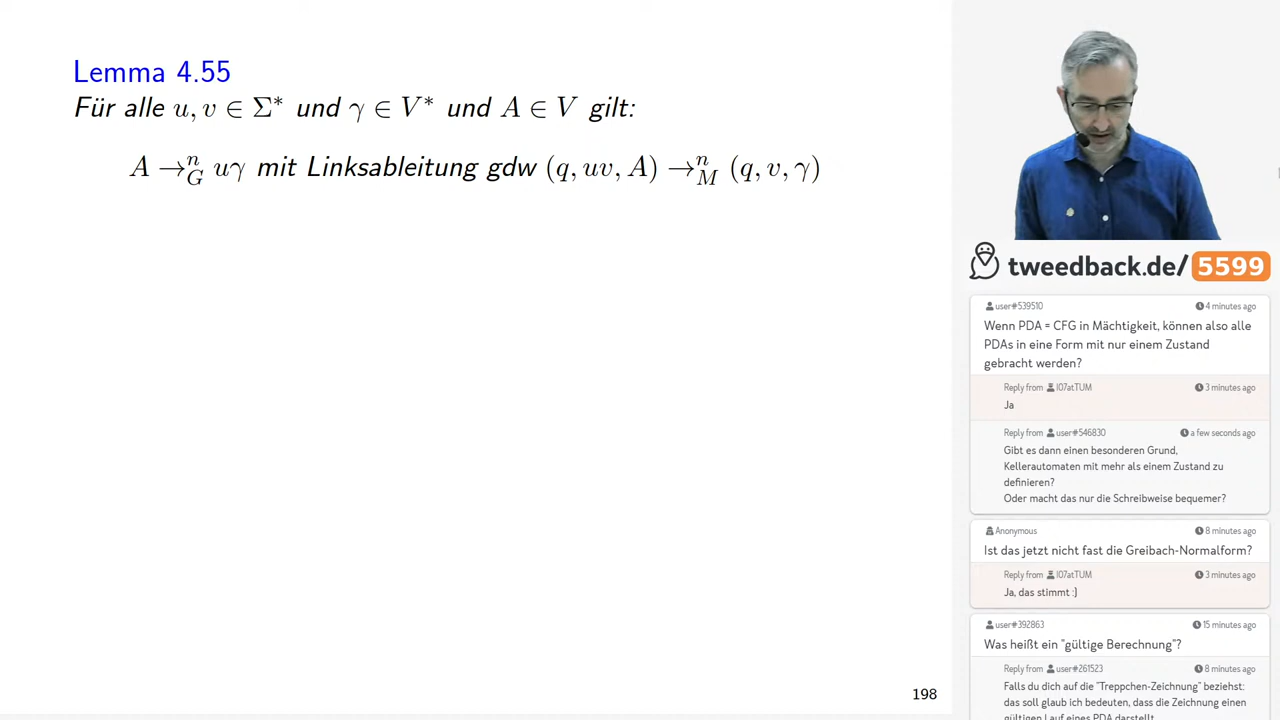 Lemma 4.55
Für alle u, v ∈ Σ* und γ ∈ V* und A ∈ V gilt:
A →ⁿ_G uγ mit Linksableitung gdw (q, uv, A) →ⁿ_M (q, v, γ)
198
tweedback.de/ 5599
user#539510 4 minutes ago
Wenn PDA = CFG in Mächtigkeit, können also alle
PDAs in eine Form mit nur einem Zustand
gebracht werden?
Reply from I07atTUM 3 minutes ago
Ja
Reply from user#546830 a few seconds ago
Gibt es dann einen besonderen Grund,
Kellerautomaten mit mehr als einem Zustand zu
definieren?
Oder macht das nur die Schreibweise bequemer?
Anonymous 8 minutes ago
Ist das jetzt nicht fast die Greibach-Normalform?
Reply from I07atTUM 3 minutes ago
Ja, das stimmt :)
user#392863 15 minutes ago
Was heißt ein "gültige Berechnung"?
Reply from user#261523 8 minutes ago
Falls du dich auf die "Treppchen-Zeichnung" beziehst:
das soll glaub ich bedeuten, dass die Zeichnung einen
gültigen Lauf eines PDA darstellt